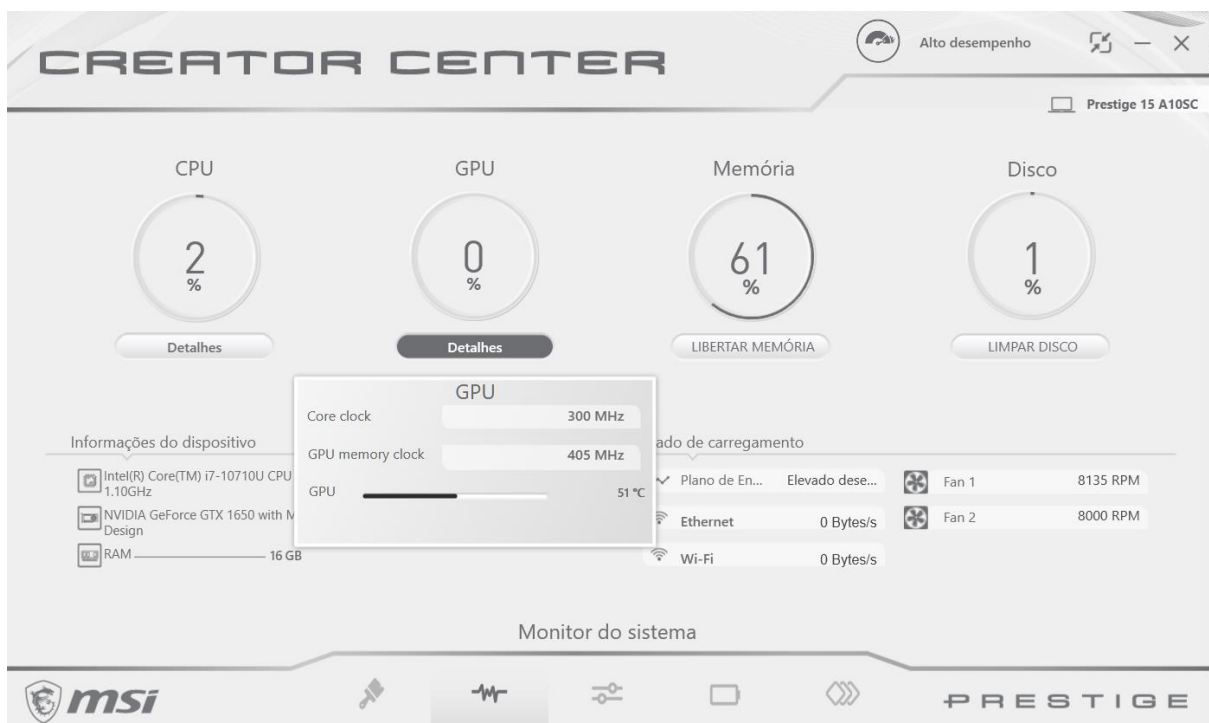 CREATOR CENTER
Alto desempenho
Prestige 15 A10SC
CPU
GPU
Memória
Disco
2
%
0
%
61
%
1
%
Detalhes
Detalhes
LIBERTAR MEMÓRIA
LIMPAR DISCO
GPU
Core clock 300 MHz
GPU memory clock 405 MHz
GPU 51 °C
Informações do dispositivo
Intel(R) Core(TM) i7-10710U CPU
1.10GHz
NVIDIA GeForce GTX 1650 with M
Design
RAM 16 GB
ado de carregamento
Plano de En... Elevado dese...
Ethernet 0 Bytes/s
Wi-Fi 0 Bytes/s
Fan 1 8135 RPM
Fan 2 8000 RPM
Monitor do sistema
msi
PRESTIGE